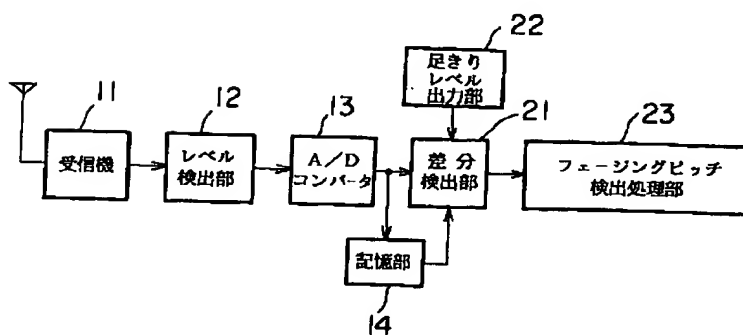 22
足きり
レベル
出力部
11
12
13
21
23
受信機
レベル
検出部
A/D
コンバータ
差分
検出部
フェージングピッチ
検出処理部
記憶部
14